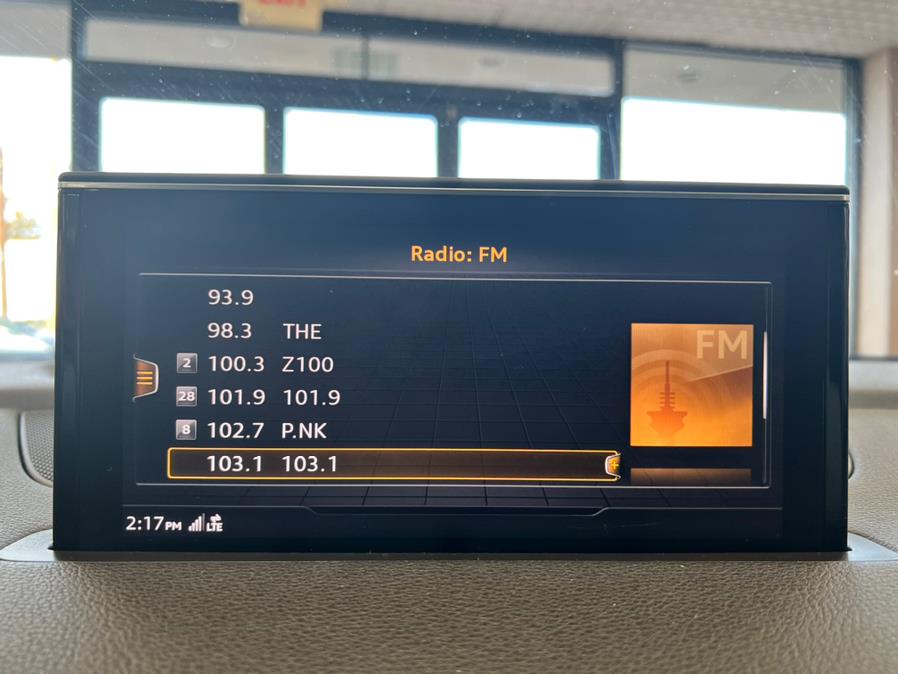 Radio: FM
93.9
98.3 THE
2 100.3 Z100
28 101.9 101.9
8 102.7 P.NK
103.1 103.1
FM
2:17PM LTE